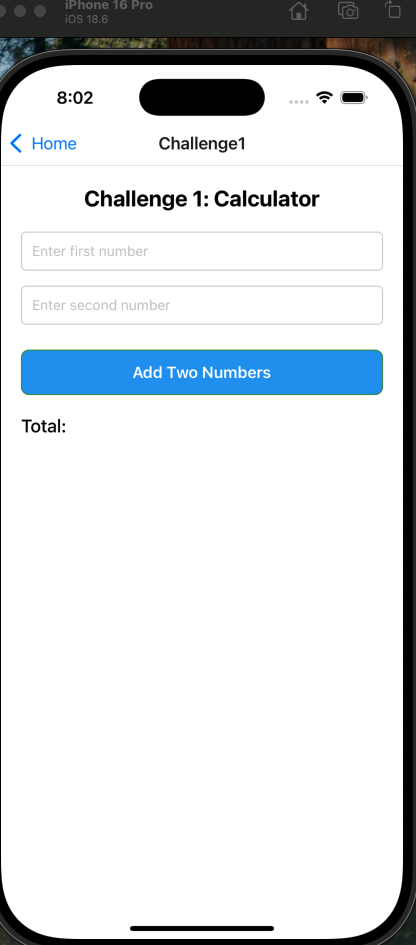 iPhone 16 Pro
iOS 18.6
8:02
Home Challenge1
Challenge 1: Calculator
Enter first number
Enter second number
Add Two Numbers
Total: